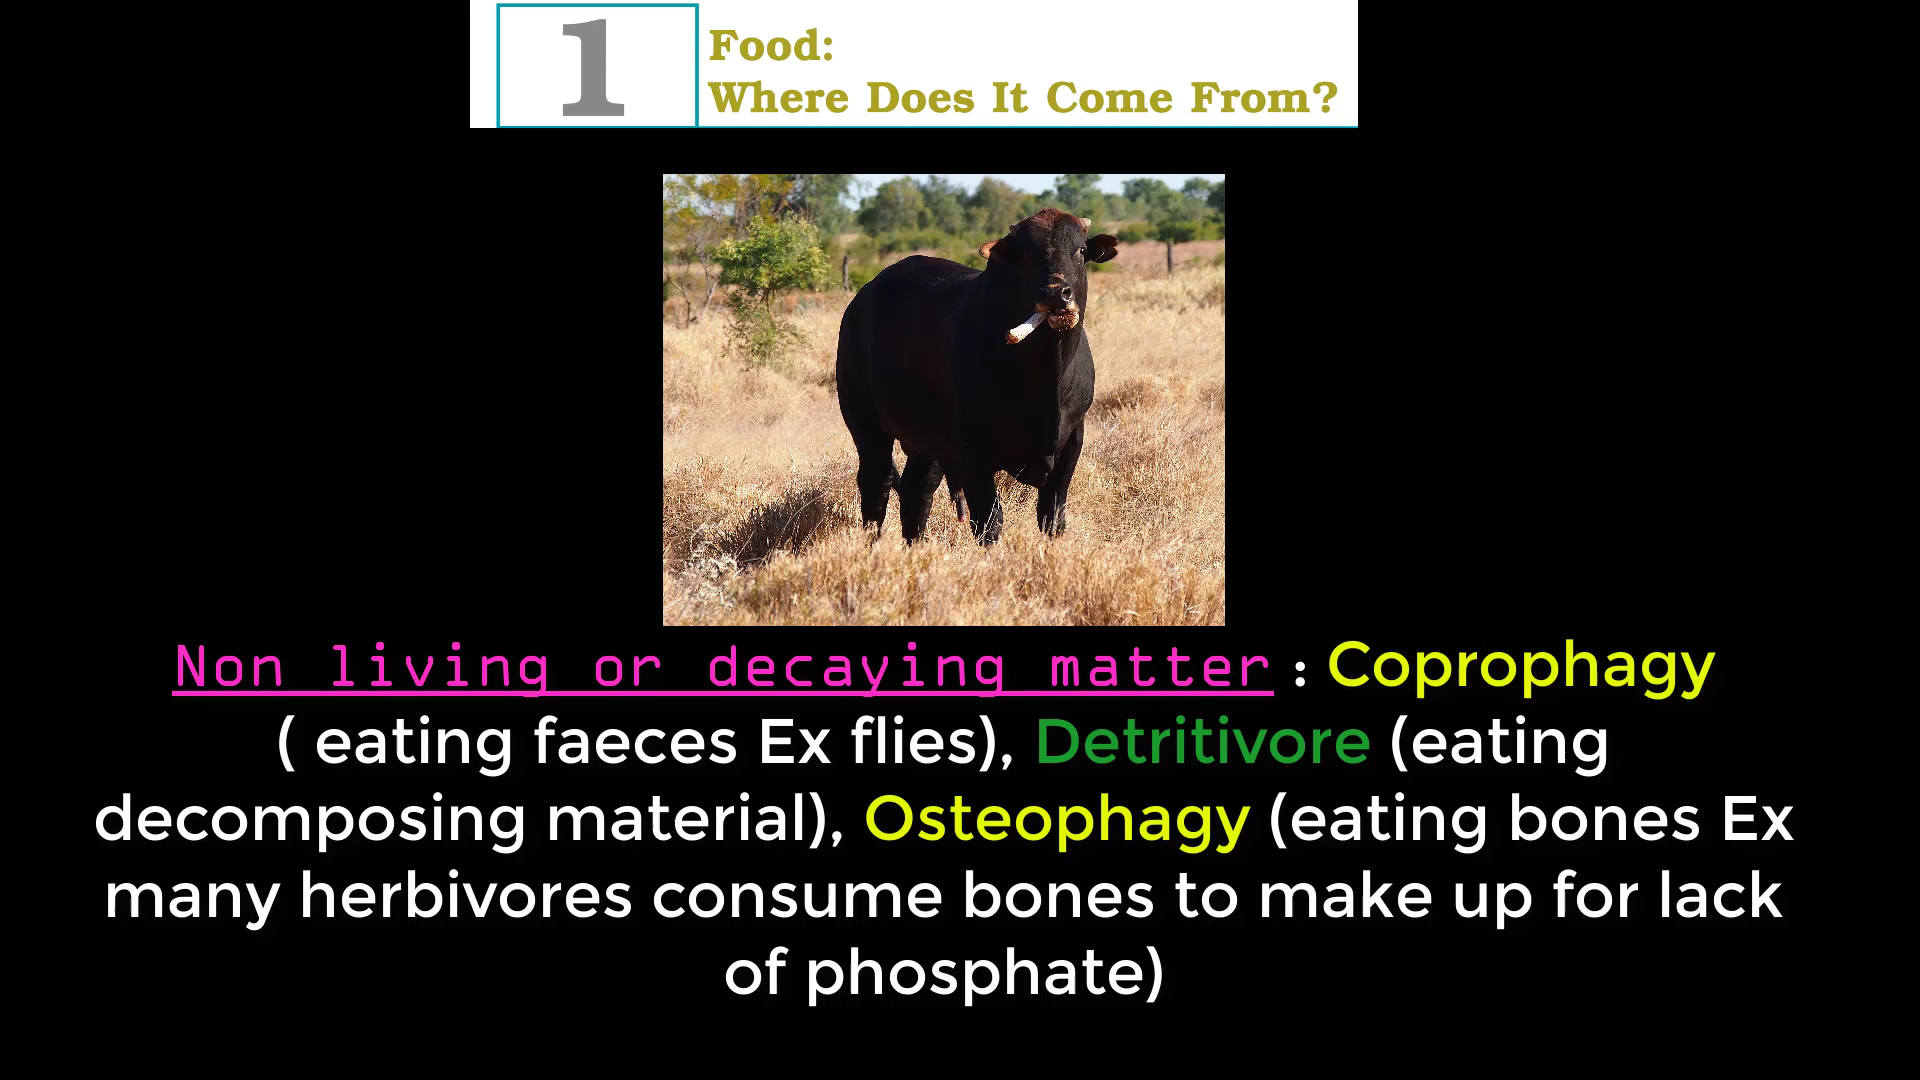 1
Food:
Where Does It Come From?
Non living or decaying matter : Coprophagy
( eating faeces Ex flies), Detritivore (eating
decomposing material), Osteophagy (eating bones Ex
many herbivores consume bones to make up for lack
of phosphate)